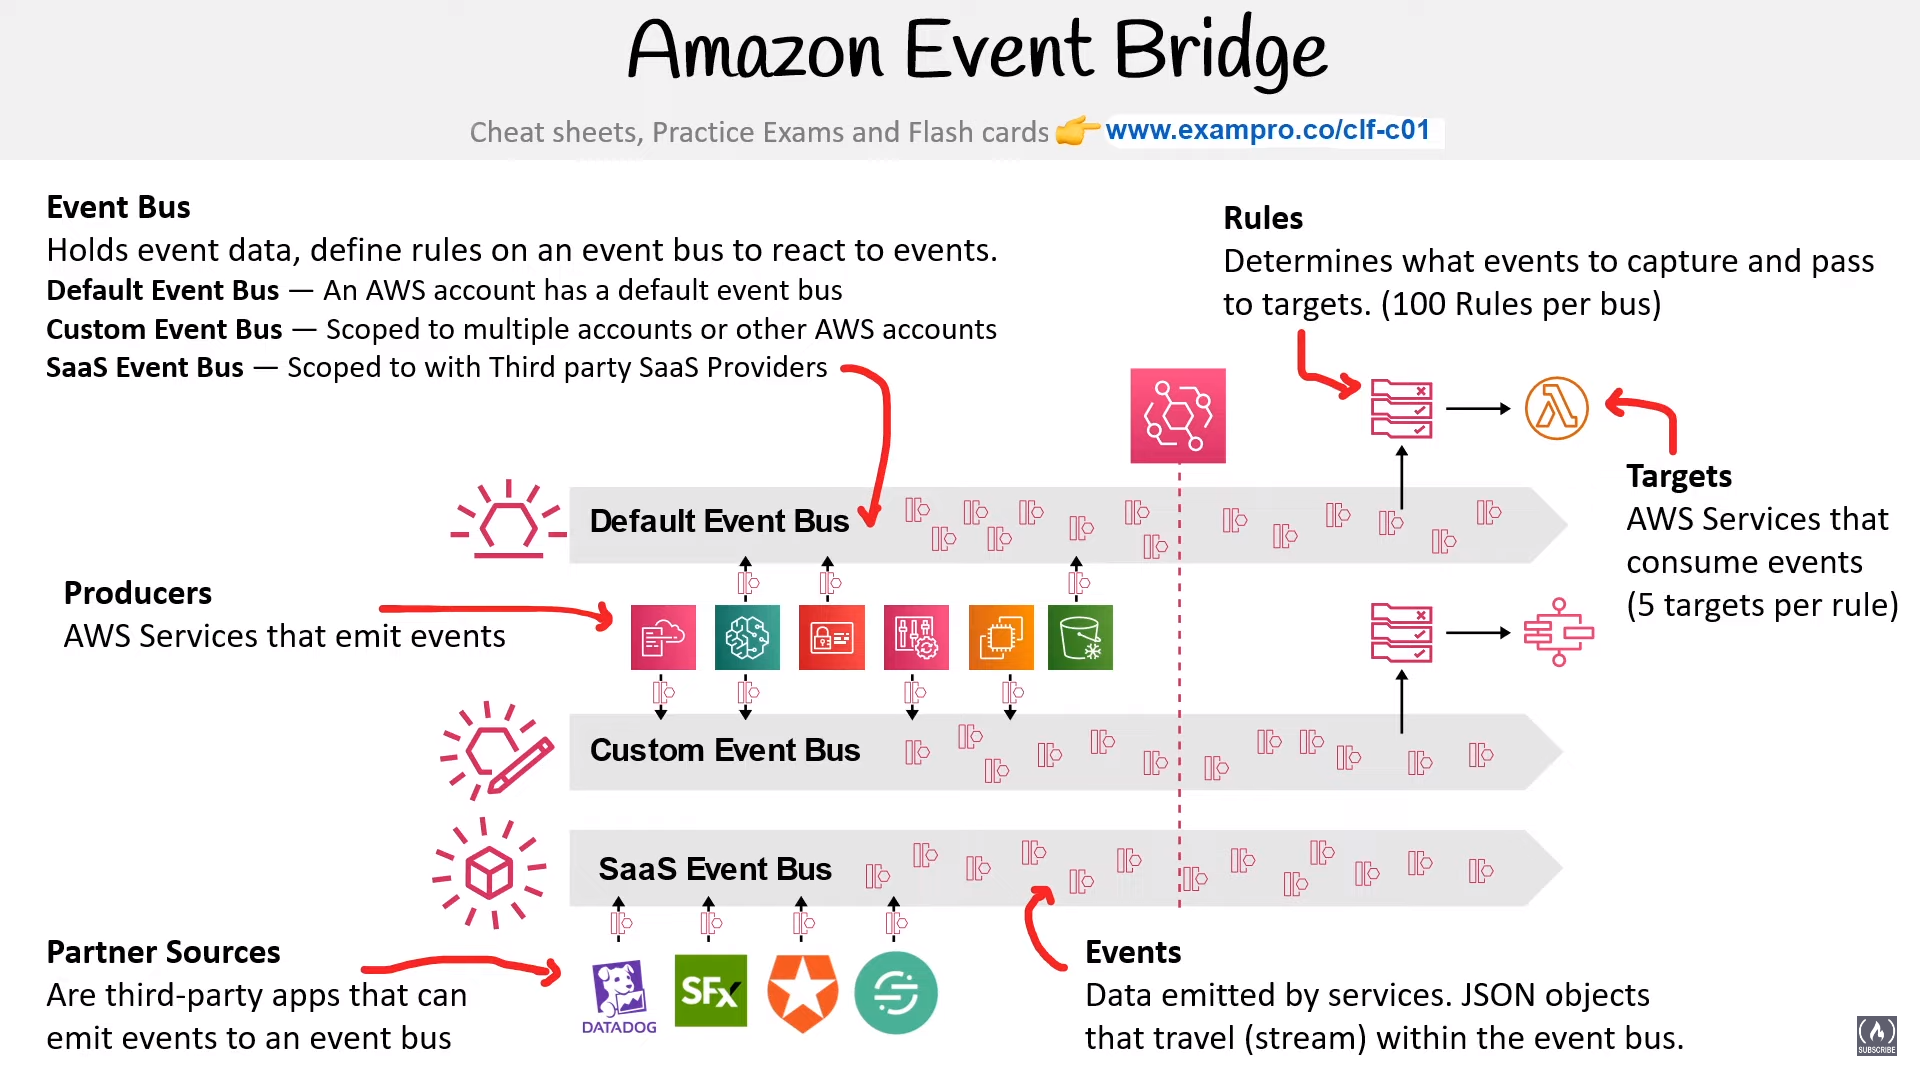 Amazon Event Bridge
Cheat sheets, Practice Exams and Flash cards www.exampro.co/clf-c01
Event Bus
Holds event data, define rules on an event bus to react to events.
Default Event Bus — An AWS account has a default event bus
Custom Event Bus — Scoped to multiple accounts or other AWS accounts
SaaS Event Bus — Scoped to with Third party SaaS Providers
Rules
Determines what events to capture and pass
to targets. (100 Rules per bus)
Targets
AWS Services that
consume events
(5 targets per rule)
Default Event Bus
Producers
AWS Services that emit events
Custom Event Bus
SaaS Event Bus
Partner Sources
Are third-party apps that can
emit events to an event bus
DATADOG
SFx
Events
Data emitted by services. JSON objects
that travel (stream) within the event bus.
SUBSCRIBE